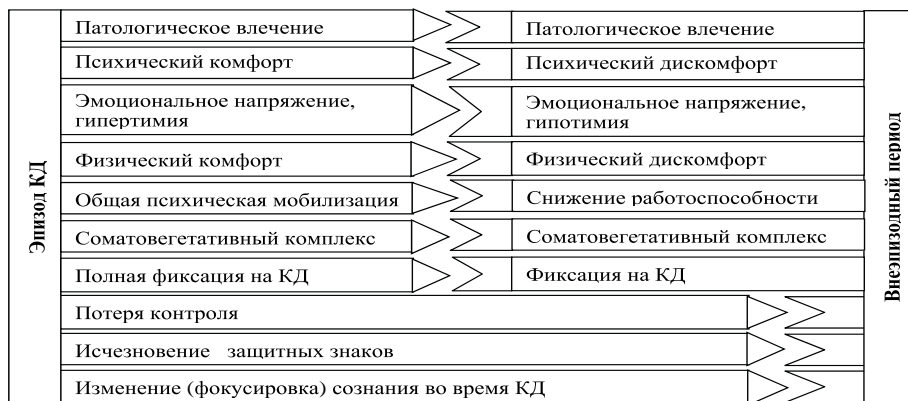 Эпизод КД
Патологическое влечение
Патологическое влечение
Психический комфорт
Психический дискомфорт
Эмоциональное напряжение,
гипертимия
Эмоциональное напряжение,
гипотимия
Физический комфорт
Физический дискомфорт
Общая психическая мобилизация
Снижение работоспособности
Соматовегетативный комплекс
Соматовегетативный комплекс
Полная фиксация на КД
Фиксация на КД
Потеря контроля
Исчезновение защитных знаков
Изменение (фокусировка) сознания во время КД
Внеэпизодный период